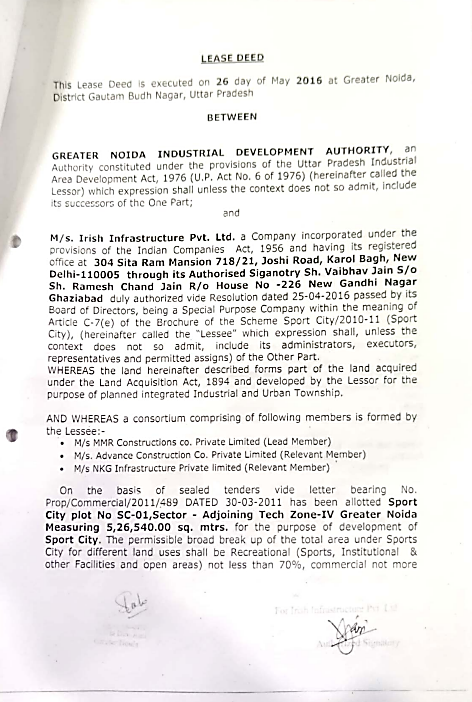 LEASE DEED
This Lease Deed is executed on 26 day of May 2016 at Greater Noida,
District Gautam Budh Nagar, Uttar Pradesh
BETWEEN
GREATER NOIDA INDUSTRIAL DEVELOPMENT AUTHORITY, an
Authority constituted under the provisions of the Uttar Pradesh Industrial
Area Development Act, 1976 (U.P. Act No. 6 of 1976) (hereinafter called the
Lessor) which expression shall unless the context does not so admit, include
its successors of the One Part;
and
M/s. Irish Infrastructure Pvt. Ltd. a Company incorporated under the
provisions of the Indian Companies Act, 1956 and having its registered
office at 304 Sita Ram Mansion 718/21, Joshi Road, Karol Bagh, New
Delhi-110005 through its Authorised Siganotry Sh. Vaibhav Jain S/o
Sh. Ramesh Chand Jain R/o House No -226 New Gandhi Nagar
Ghaziabad duly authorized vide Resolution dated 25-04-2016 passed by its
Board of Directors, being a Special Purpose Company within the meaning of
Article C-7(e) of the Brochure of the Scheme Sport City/2010-11 (Sport
City), (hereinafter called the "Lessee" which expression shall, unless the
context does not so admit, include its administrators, executors,
representatives and permitted assigns) of the Other Part.
WHEREAS the land hereinafter described forms part of the land acquired
under the Land Acquisition Act, 1894 and developed by the Lessor for the
purpose of planned integrated Industrial and Urban Township.
AND WHEREAS a consortium comprising of following members is formed by
the Lessee:-
• M/s MMR Constructions co. Private Limited (Lead Member)
• M/s. Advance Construction Co. Private Limited (Relevant Member)
• M/s NKG Infrastructure Private limited (Relevant Member)
On the basis of sealed tenders vide letter bearing No.
Prop/Commercial/2011/489 DATED 30-03-2011 has been allotted Sport
City plot No SC-01,Sector - Adjoining Tech Zone-IV Greater Noida
Measuring 5,26,540.00 sq. mtrs. for the purpose of development of
Sport City. The permissible broad break up of the total area under Sports
City for different land uses shall be Recreational (Sports, Institutional &
other Facilities and open areas) not less than 70%, commercial not more
For Irish Infrastructure Pvt. Ltd.
Authorised Signatory